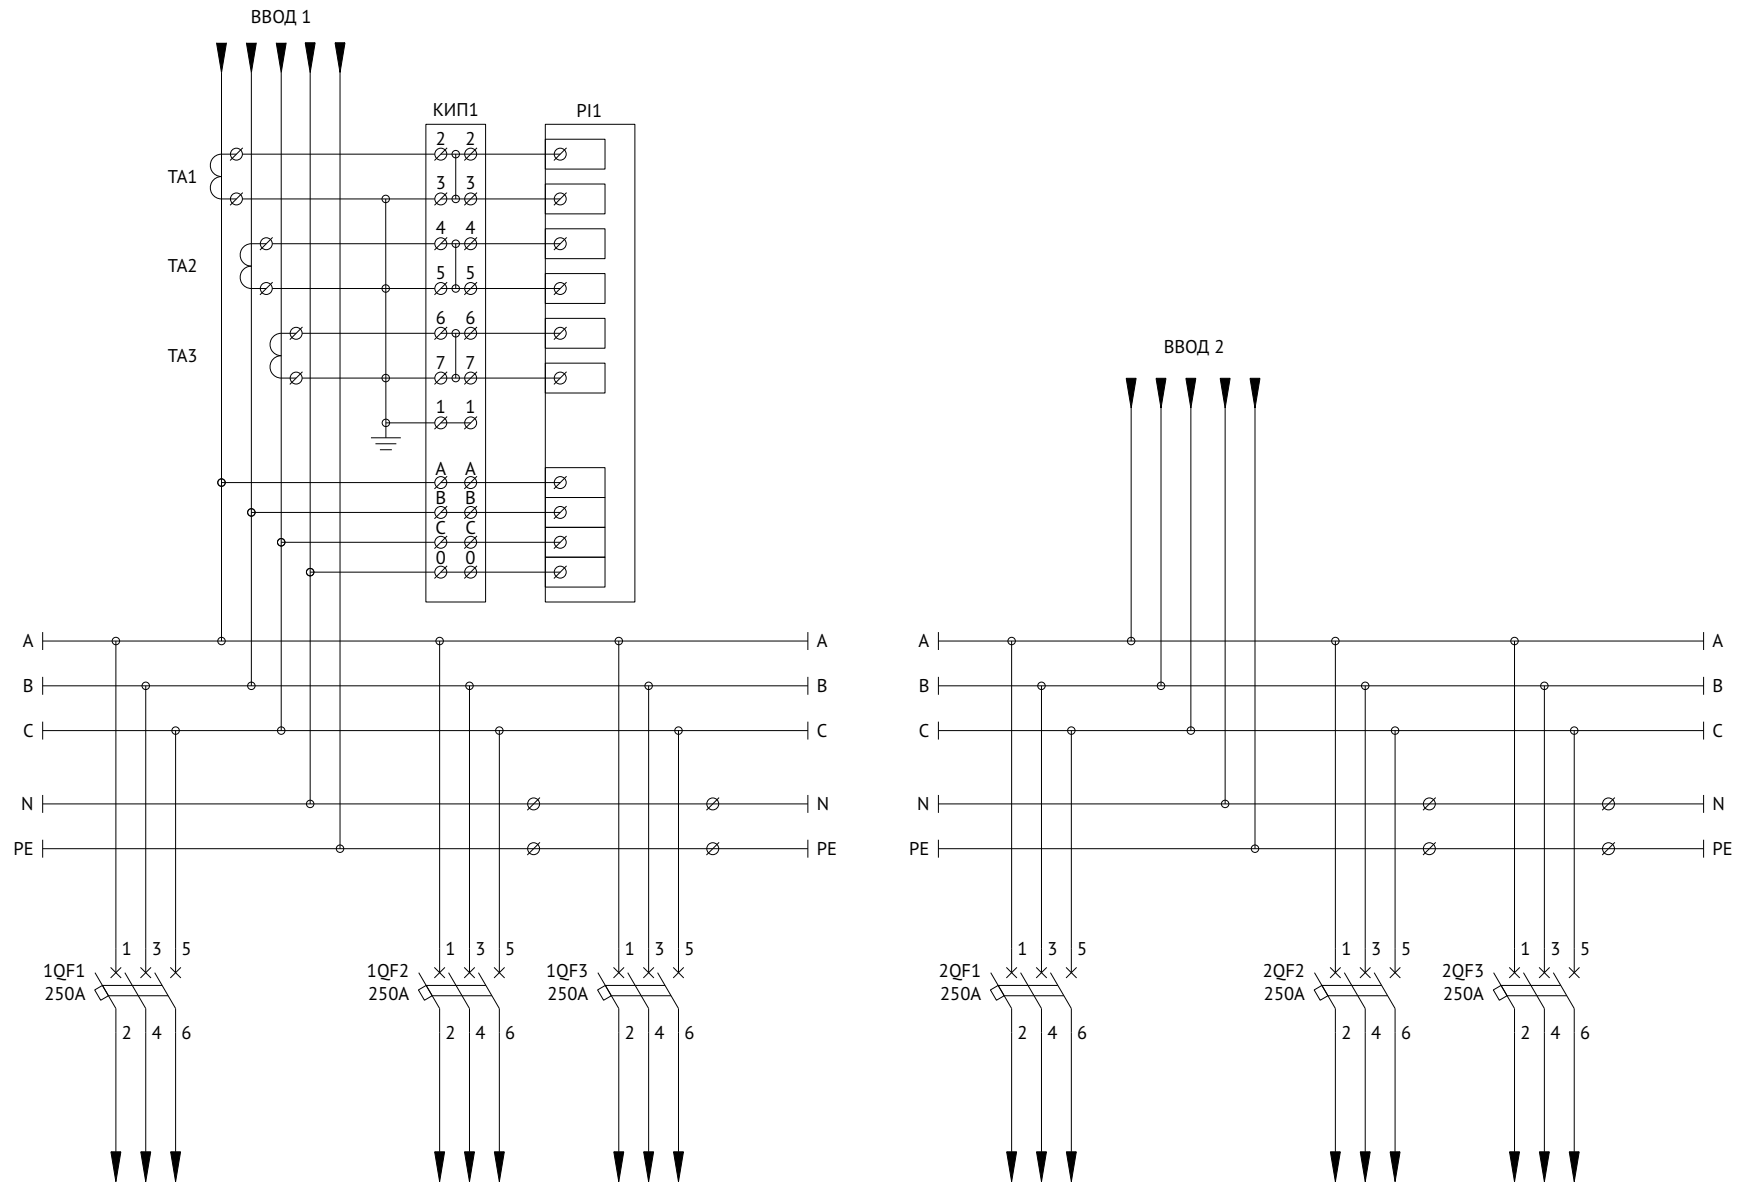 ВВОД 1
КИП1
PI1
2 2
TA1
3 3
4 4
TA2
5 5
6 6
ВВОД 2
TA3
7 7
1 1
A A
B B
C C
0 0
A A A A
B B B B
C C C C
N N N N
PE PE PE PE
1 3 5 1 3 5 1 3 5 1 3 5 1 3 5 1 3 5
1QF1 1QF2 1QF3 2QF1 2QF2 2QF3
250A 250A 250A 250A 250A 250A
2 4 6 2 4 6 2 4 6 2 4 6 2 4 6 2 4 6